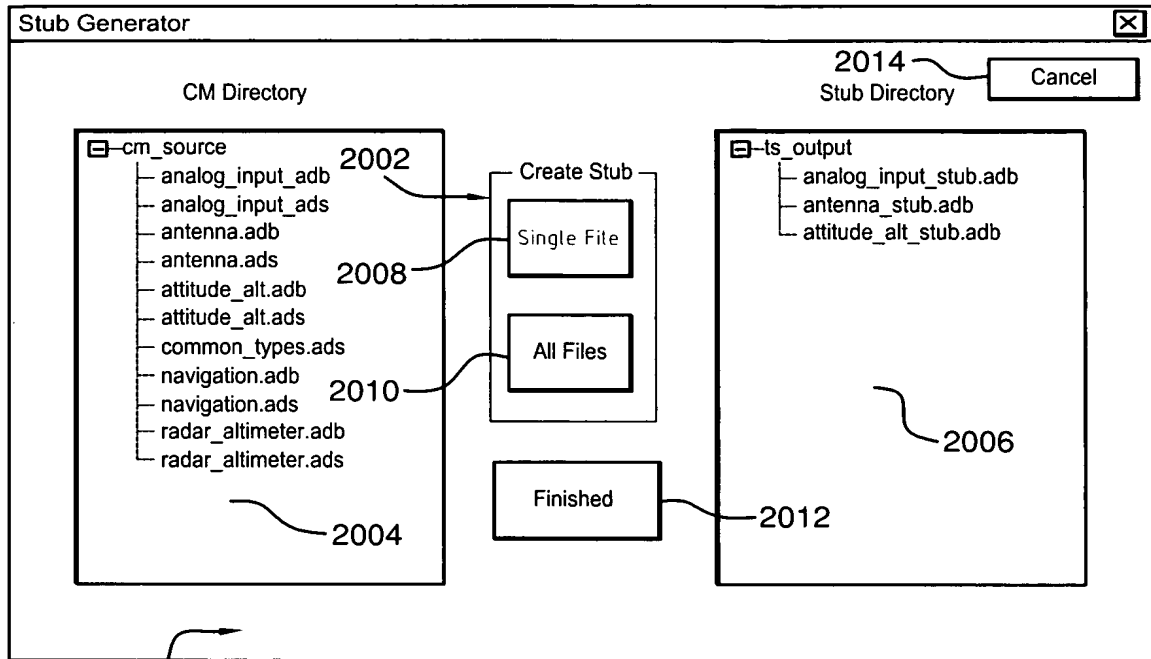 Stub Generator
2014
Cancel
CM Directory
Stub Directory
cm_source
analog_input_adb
analog_input_ads
antenna.adb
antenna.ads
attitude_alt.adb
attitude_alt.ads
common_types.ads
navigation.adb
navigation.ads
radar_altimeter.adb
radar_altimeter.ads
2004
2002
Create Stub
Single File
2008
All Files
2010
Finished
2012
ts_output
analog_input_stub.adb
antenna_stub.adb
attitude_alt_stub.adb
2006